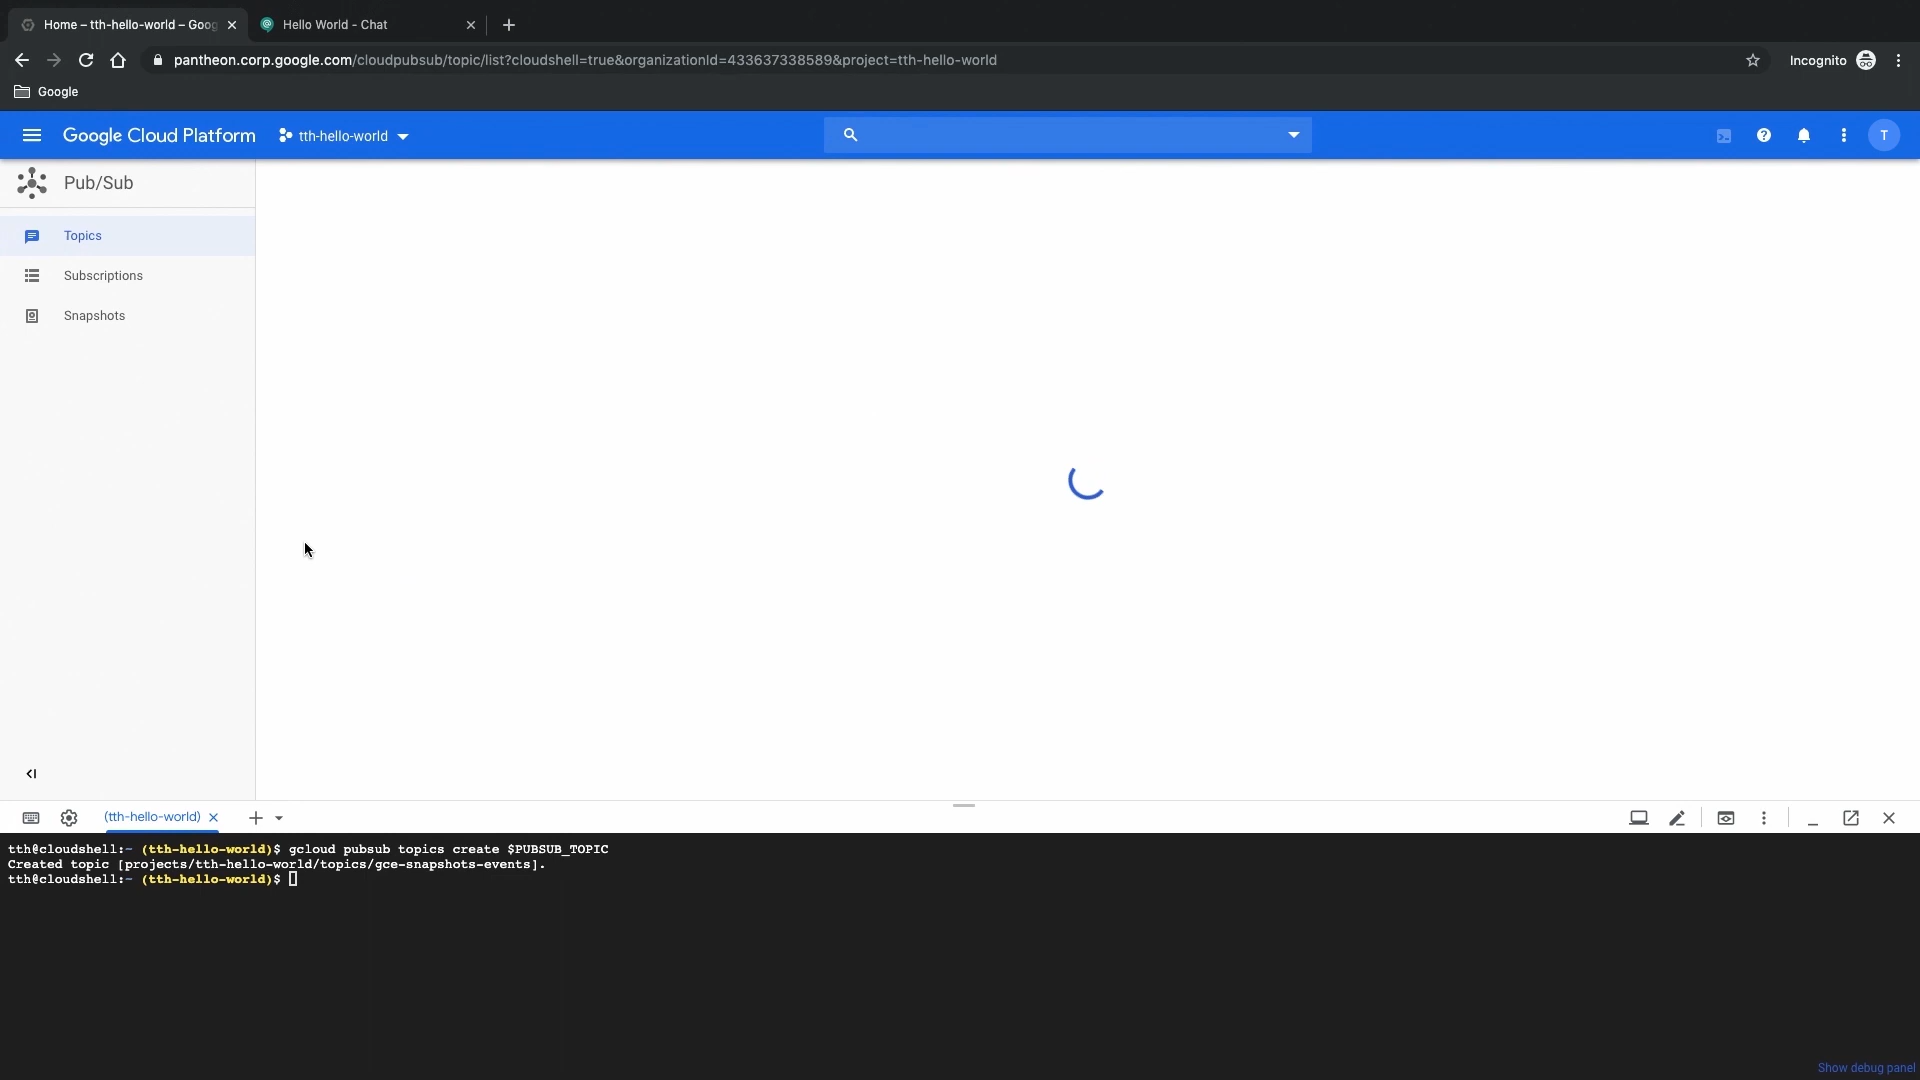 Home – tth-hello-world – Goog
Hello World - Chat
pantheon.corp.google.com/cloudpubsub/topic/list?cloudshell=true&organizationId=433637338589&project=tth-hello-world
Incognito
Google
Google Cloud Platform
tth-hello-world
T
Pub/Sub
Topics
Subscriptions
Snapshots
(tth-hello-world)
tth@cloudshell:~ (tth-hello-world)$ gcloud pubsub topics create $PUBSUB_TOPIC
Created topic [projects/tth-hello-world/topics/gce-snapshots-events].
tth@cloudshell:~ (tth-hello-world)$
Show debug panel